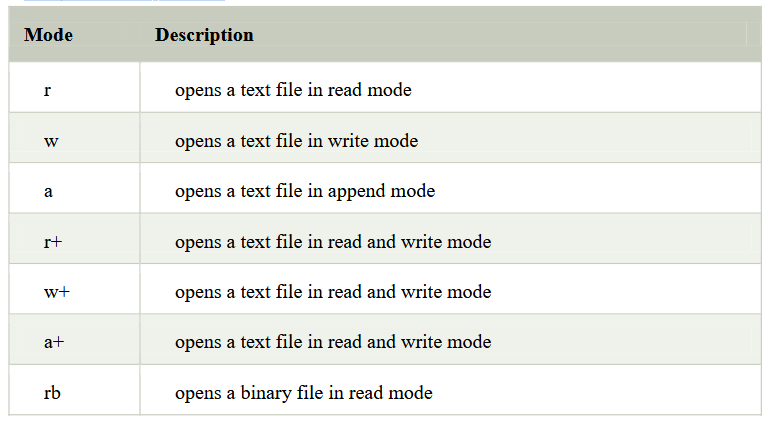 Mode Description
r opens a text file in read mode
w opens a text file in write mode
a opens a text file in append mode
r+ opens a text file in read and write mode
w+ opens a text file in read and write mode
a+ opens a text file in read and write mode
rb opens a binary file in read mode